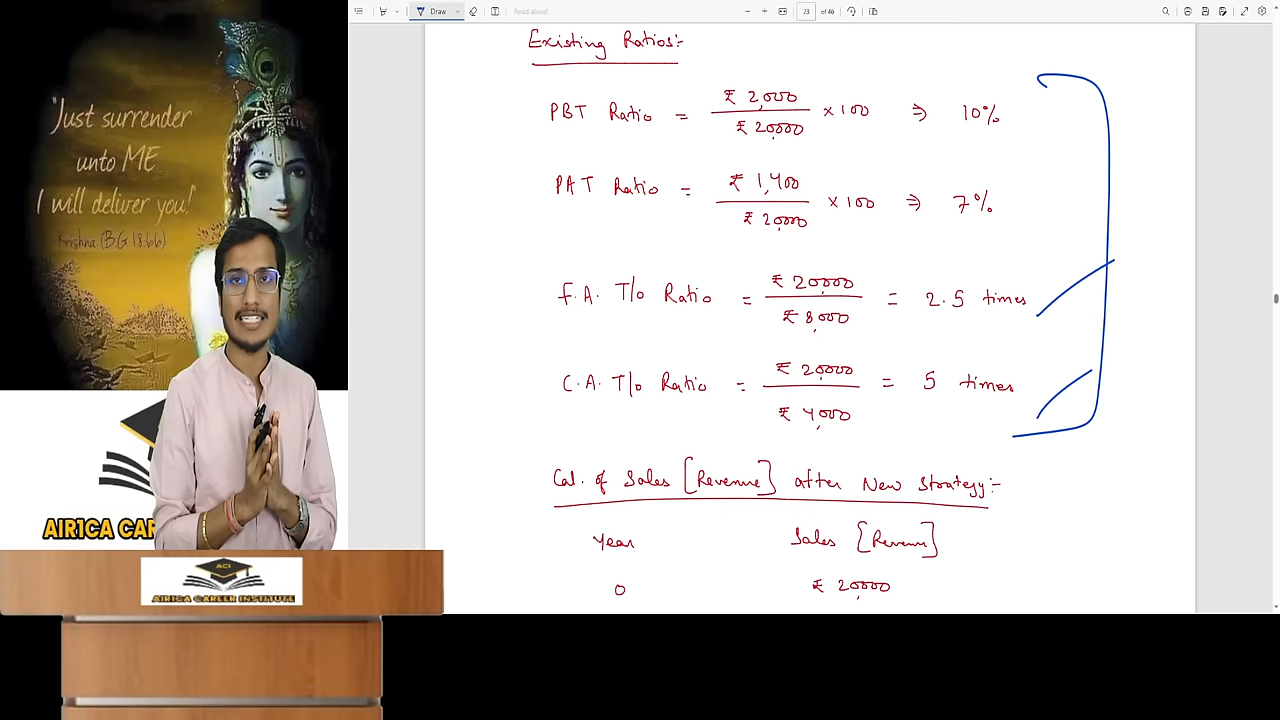 "Just surrender
unto ME
I will deliver you!"
Krishna (BG 18:66)
AIR1CA CAR
ACI
AIR1CA CAREER INSTITUTE
Draw
Read aloud
23 of 46
Existing Ratios:-
PBT Ratio = ₹ 2,000 / ₹ 20,000 × 100 ⇒ 10%
PAT Ratio = ₹ 1,400 / ₹ 20,000 × 100 ⇒ 7%
F.A. T/o Ratio = ₹ 20,000 / ₹ 8,000 = 2.5 times
C.A. T/o Ratio = ₹ 20,000 / ₹ 4,000 = 5 times
Cal. of Sales [Revenue] after New Strategy:-
Year Sales [Revenue]
0 ₹ 20,000